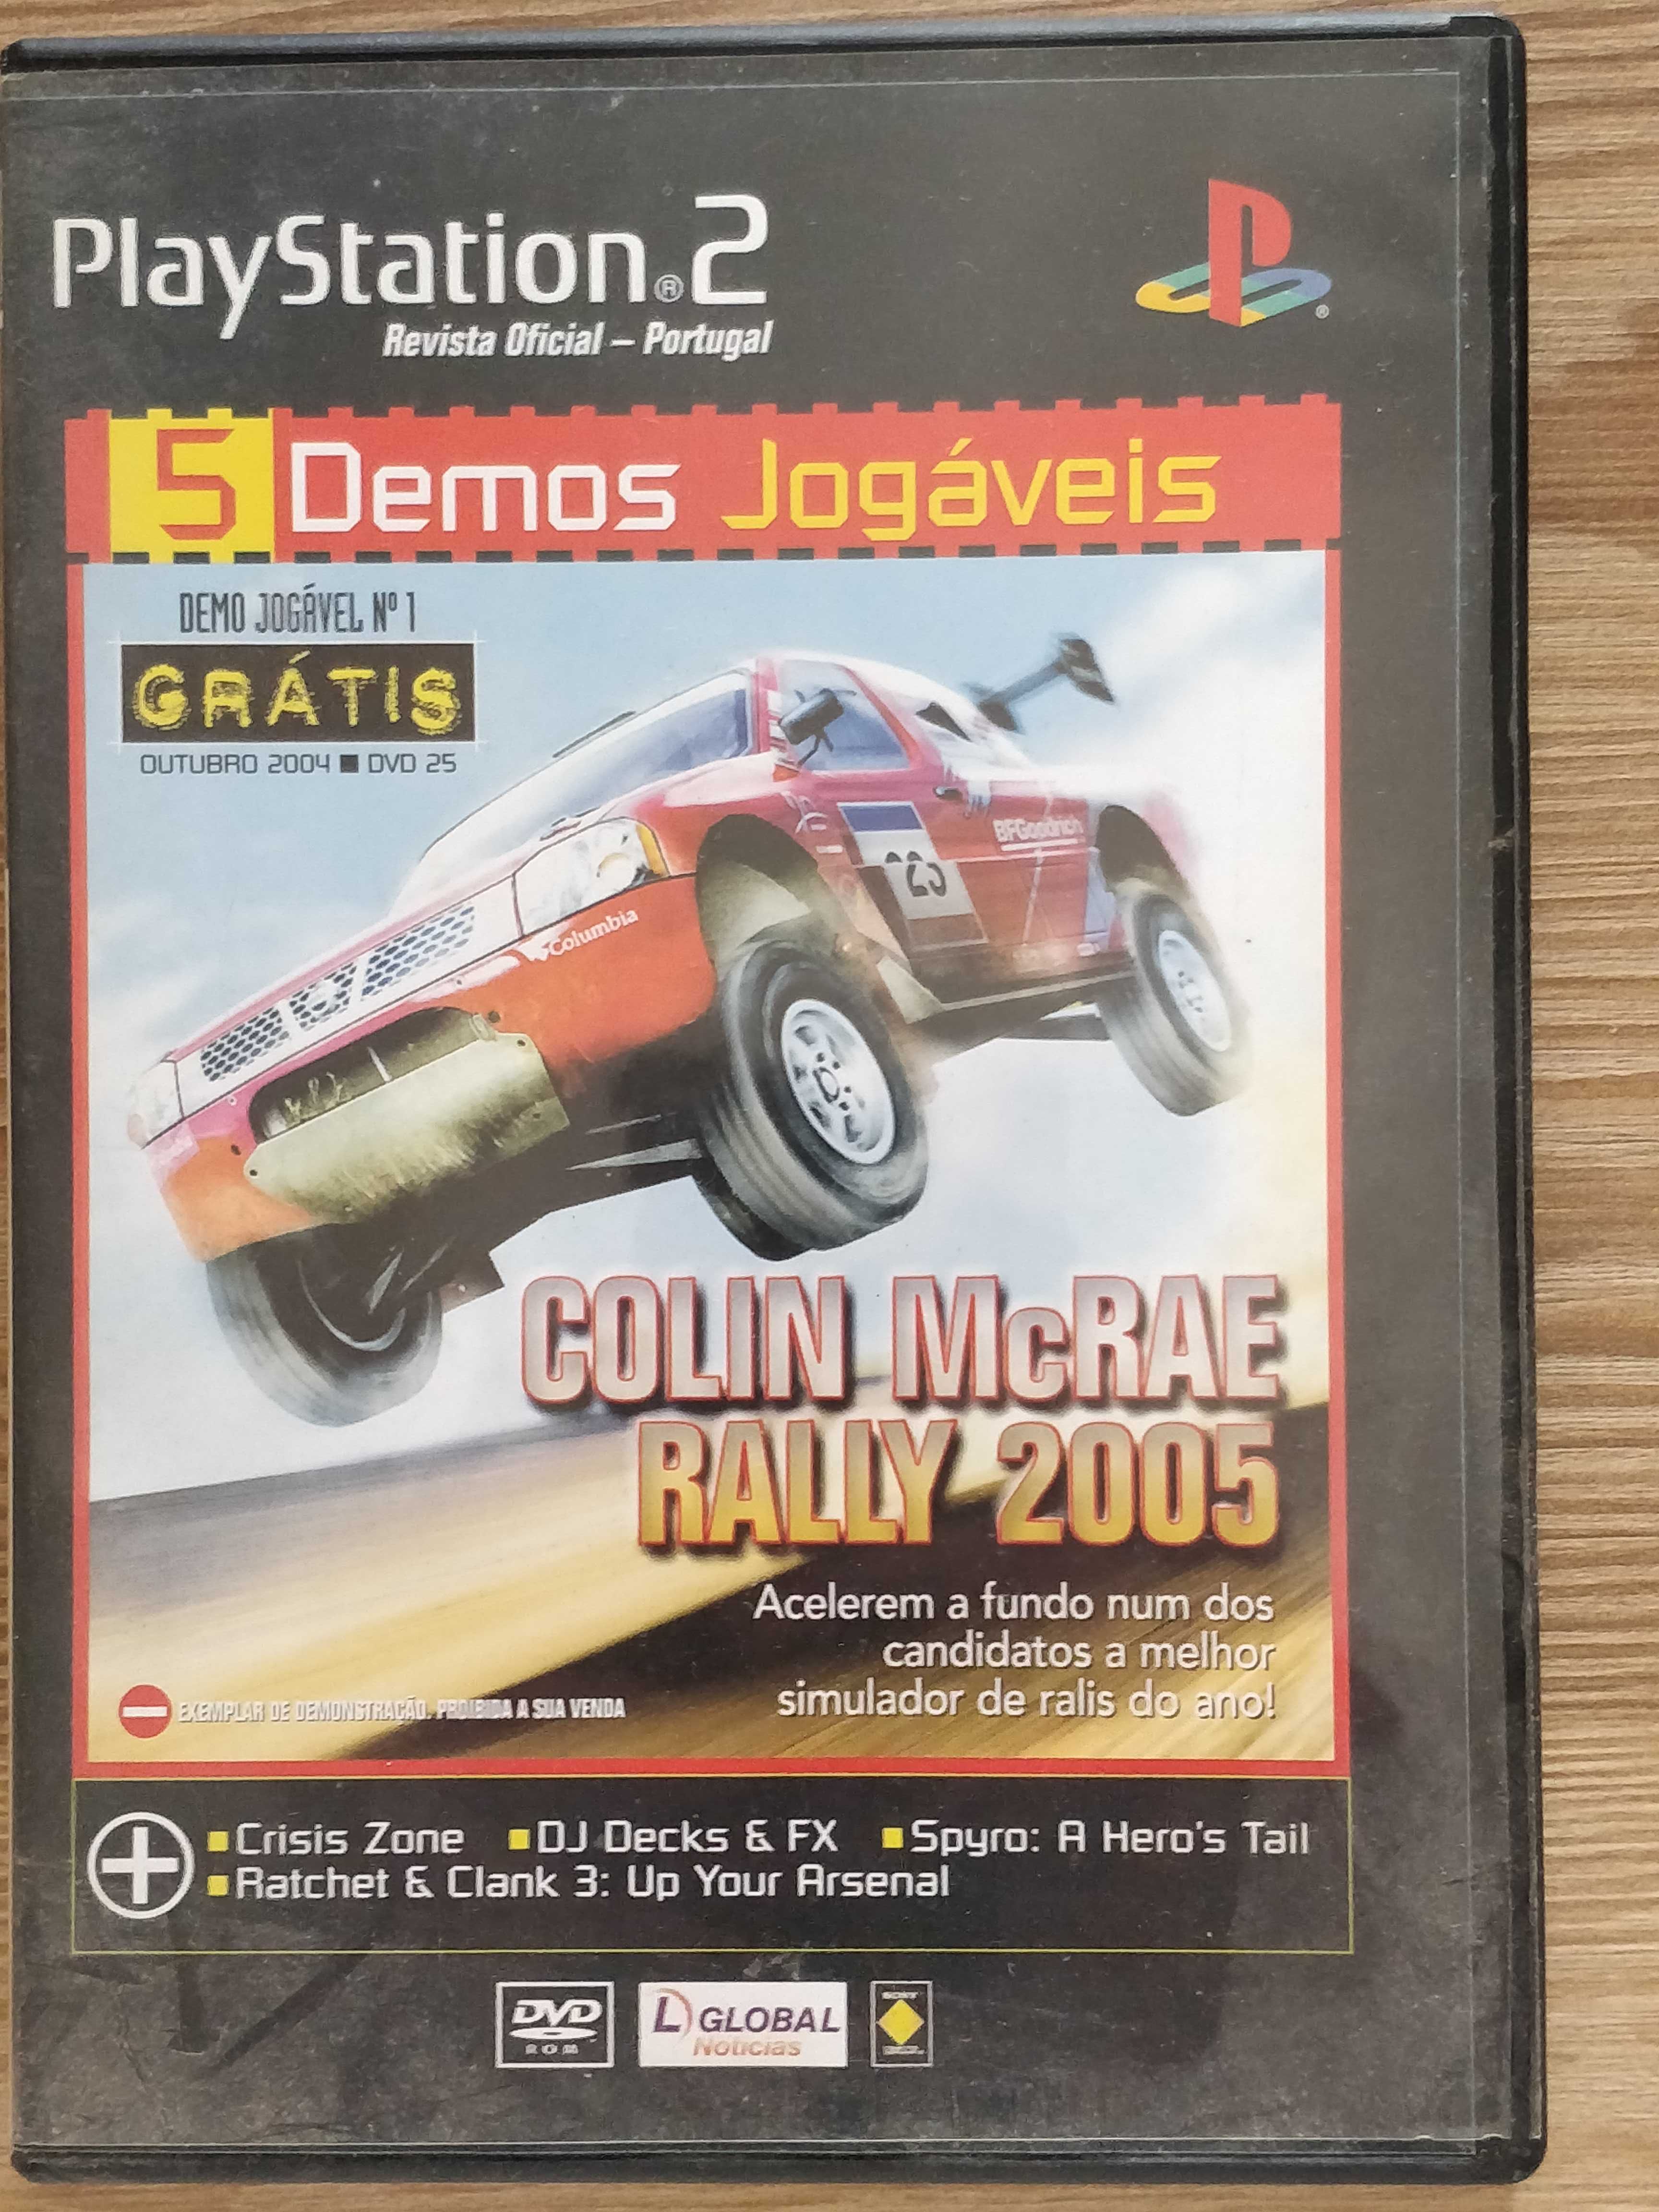 PlayStation®2
Revista Oficial – Portugal
5 Demos Jogáveis
DEMO JOGÁVEL Nº 1
GRÁTIS
OUTUBRO 2004 ■ DVD 25
BFGoodrich
23
Columbia
COLIN McRAE
RALLY 2005
Acelerem a fundo num dos
candidatos a melhor
simulador de ralis do ano!
EXEMPLAR DE DEMONSTRAÇÃO. PROIBIDA A SUA VENDA
Crisis Zone ■ DJ Decks & FX ■ Spyro: A Hero's Tail
Ratchet & Clank 3: Up Your Arsenal
DVD
ROM
L GLOBAL
Notícias
SONY